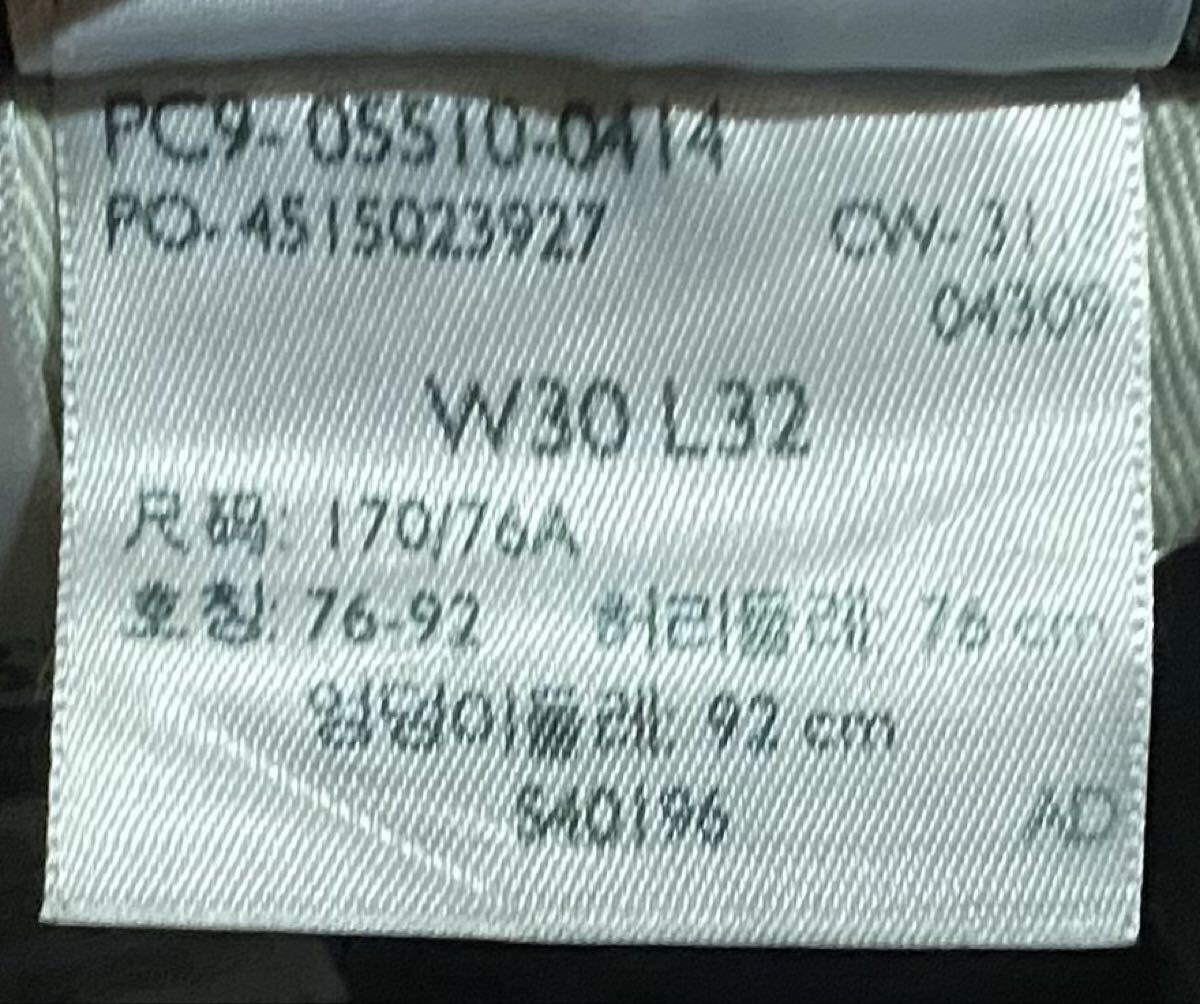 PC9-05510-0414
PO-4515023927 CW-31
04309
W30 L32
尺码: 170/76A
호칭: 76-92 허리둘레: 76 cm
엉덩이둘레: 92 cm
540196 AD